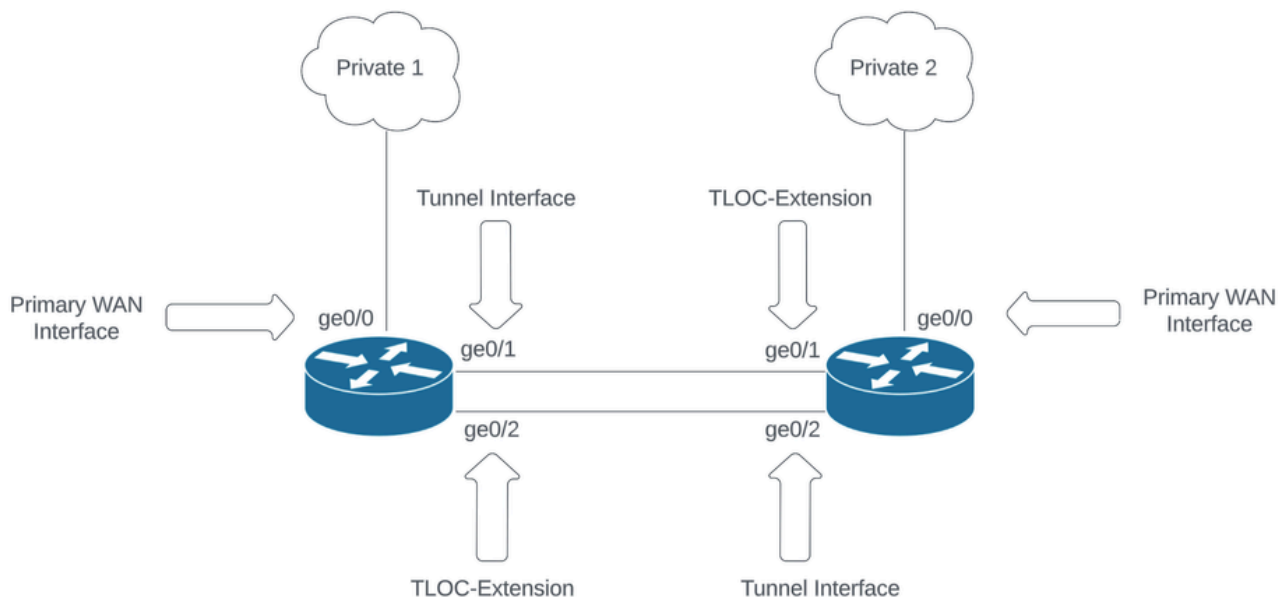 Private 1
Private 2
Tunnel Interface
TLOC-Extension
Primary WAN
Interface
Primary WAN
Interface
ge0/0
ge0/0
ge0/1
ge0/1
ge0/2
ge0/2
TLOC-Extension
Tunnel Interface